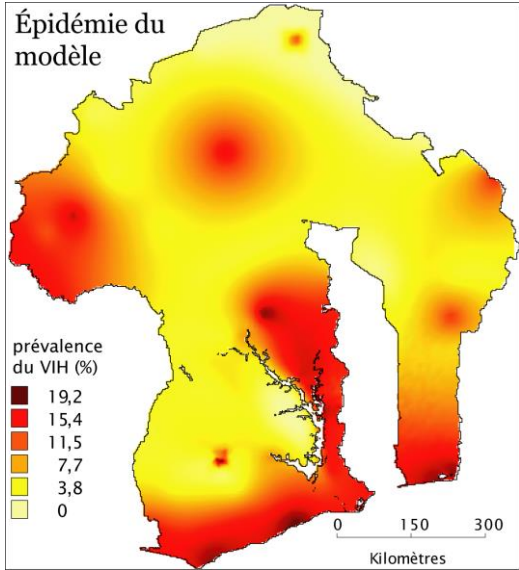 Épidémie du
modèle
prévalence
du VIH (%)
19,2
15,4
11,5
7,7
3,8
0
0 150 300
Kilomètres